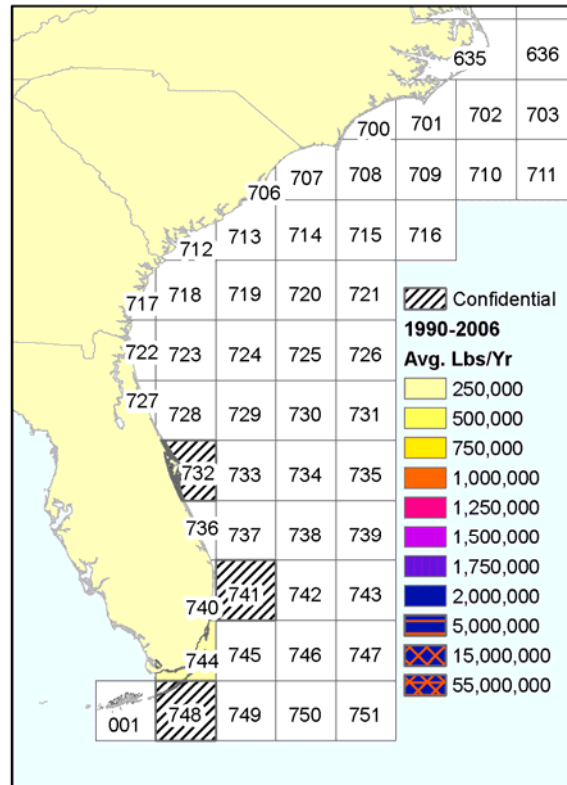 635 636
700 701 702 703
706 707 708 709 710 711
712 713 714 715 716
717 718 719 720 721
722 723 724 725 726
727 728 729 730 731
732 733 734 735
736 737 738 739
740 741 742 743
744 745 746 747
001 748 749 750 751
Confidential
1990-2006
Avg. Lbs/Yr
250,000
500,000
750,000
1,000,000
1,250,000
1,500,000
1,750,000
2,000,000
5,000,000
15,000,000
55,000,000